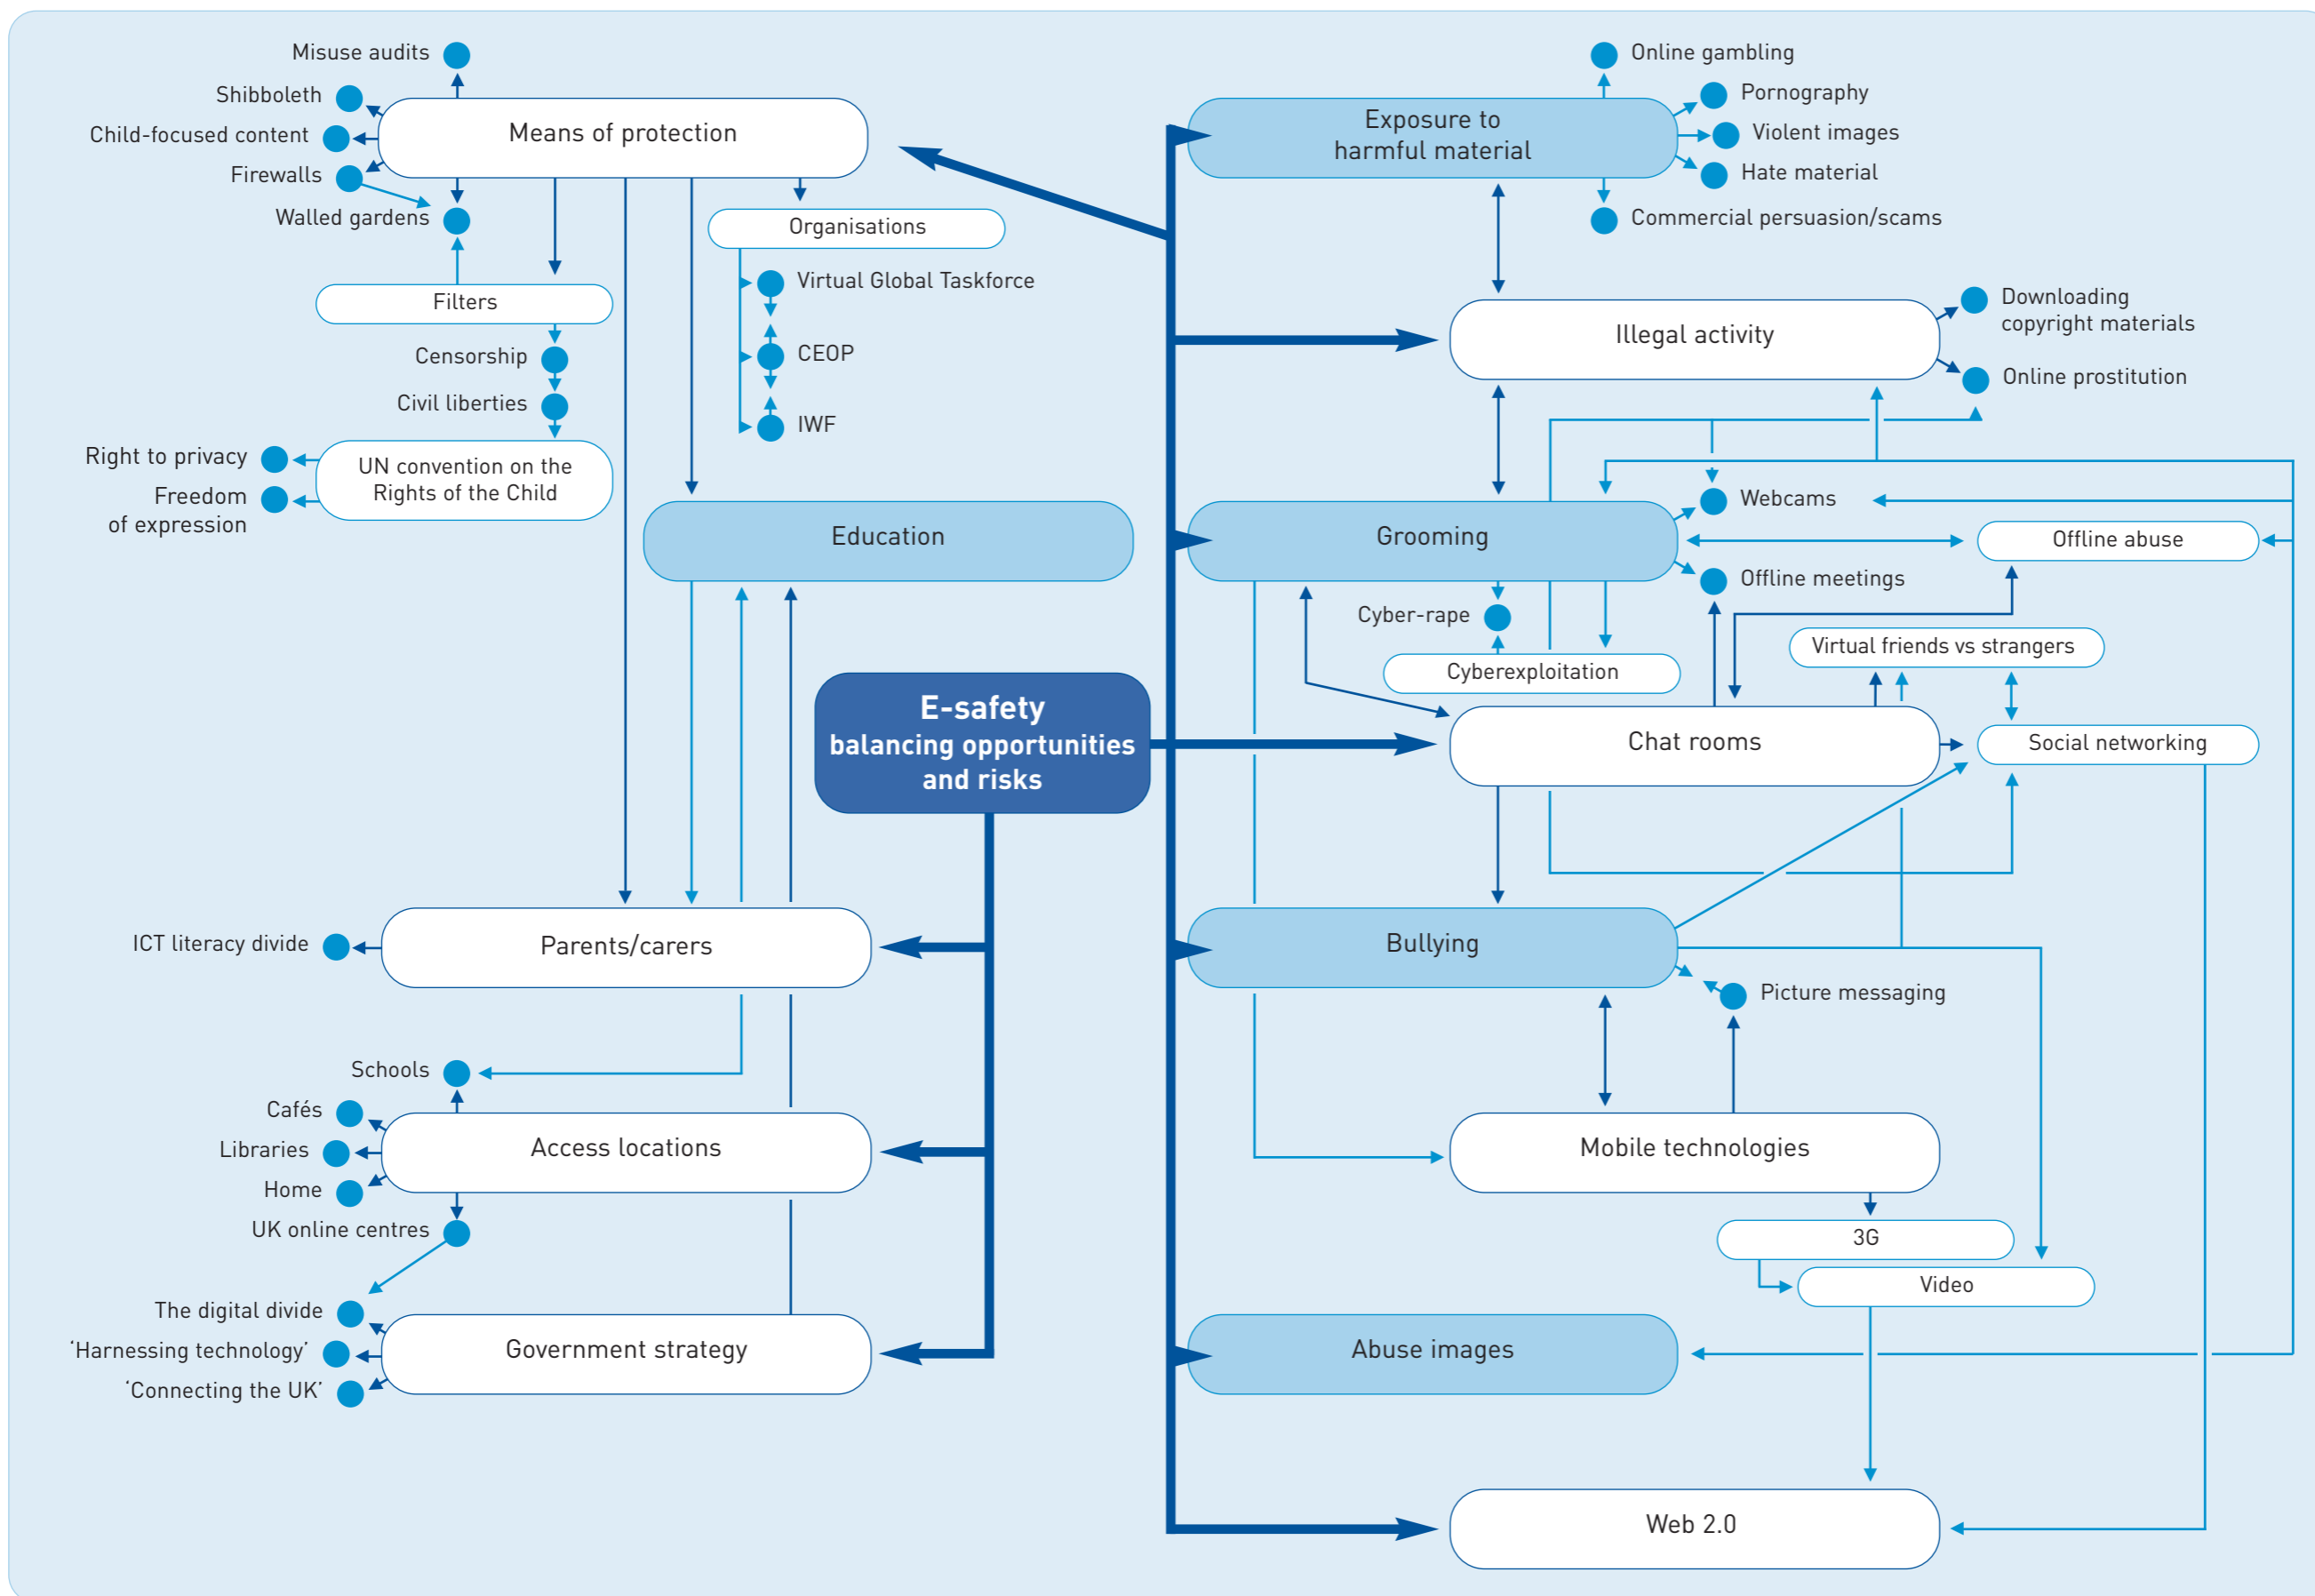 Misuse audits
Shibboleth
Child-focused content
Firewalls
Walled gardens
Means of protection
Organisations
Virtual Global Taskforce
CEOP
IWF
Filters
Censorship
Civil liberties
UN convention on the
Rights of the Child
Right to privacy
Freedom
of expression
Education
E-safety
balancing opportunities
and risks
ICT literacy divide
Parents/carers
Schools
Cafés
Libraries
Home
UK online centres
Access locations
The digital divide
‘Harnessing technology’
‘Connecting the UK’
Government strategy
Exposure to
harmful material
Online gambling
Pornography
Violent images
Hate material
Commercial persuasion/scams
Illegal activity
Downloading
copyright materials
Online prostitution
Grooming
Webcams
Offline abuse
Offline meetings
Cyber-rape
Cyberexploitation
Virtual friends vs strangers
Chat rooms
Social networking
Bullying
Picture messaging
Mobile technologies
3G
Video
Abuse images
Web 2.0